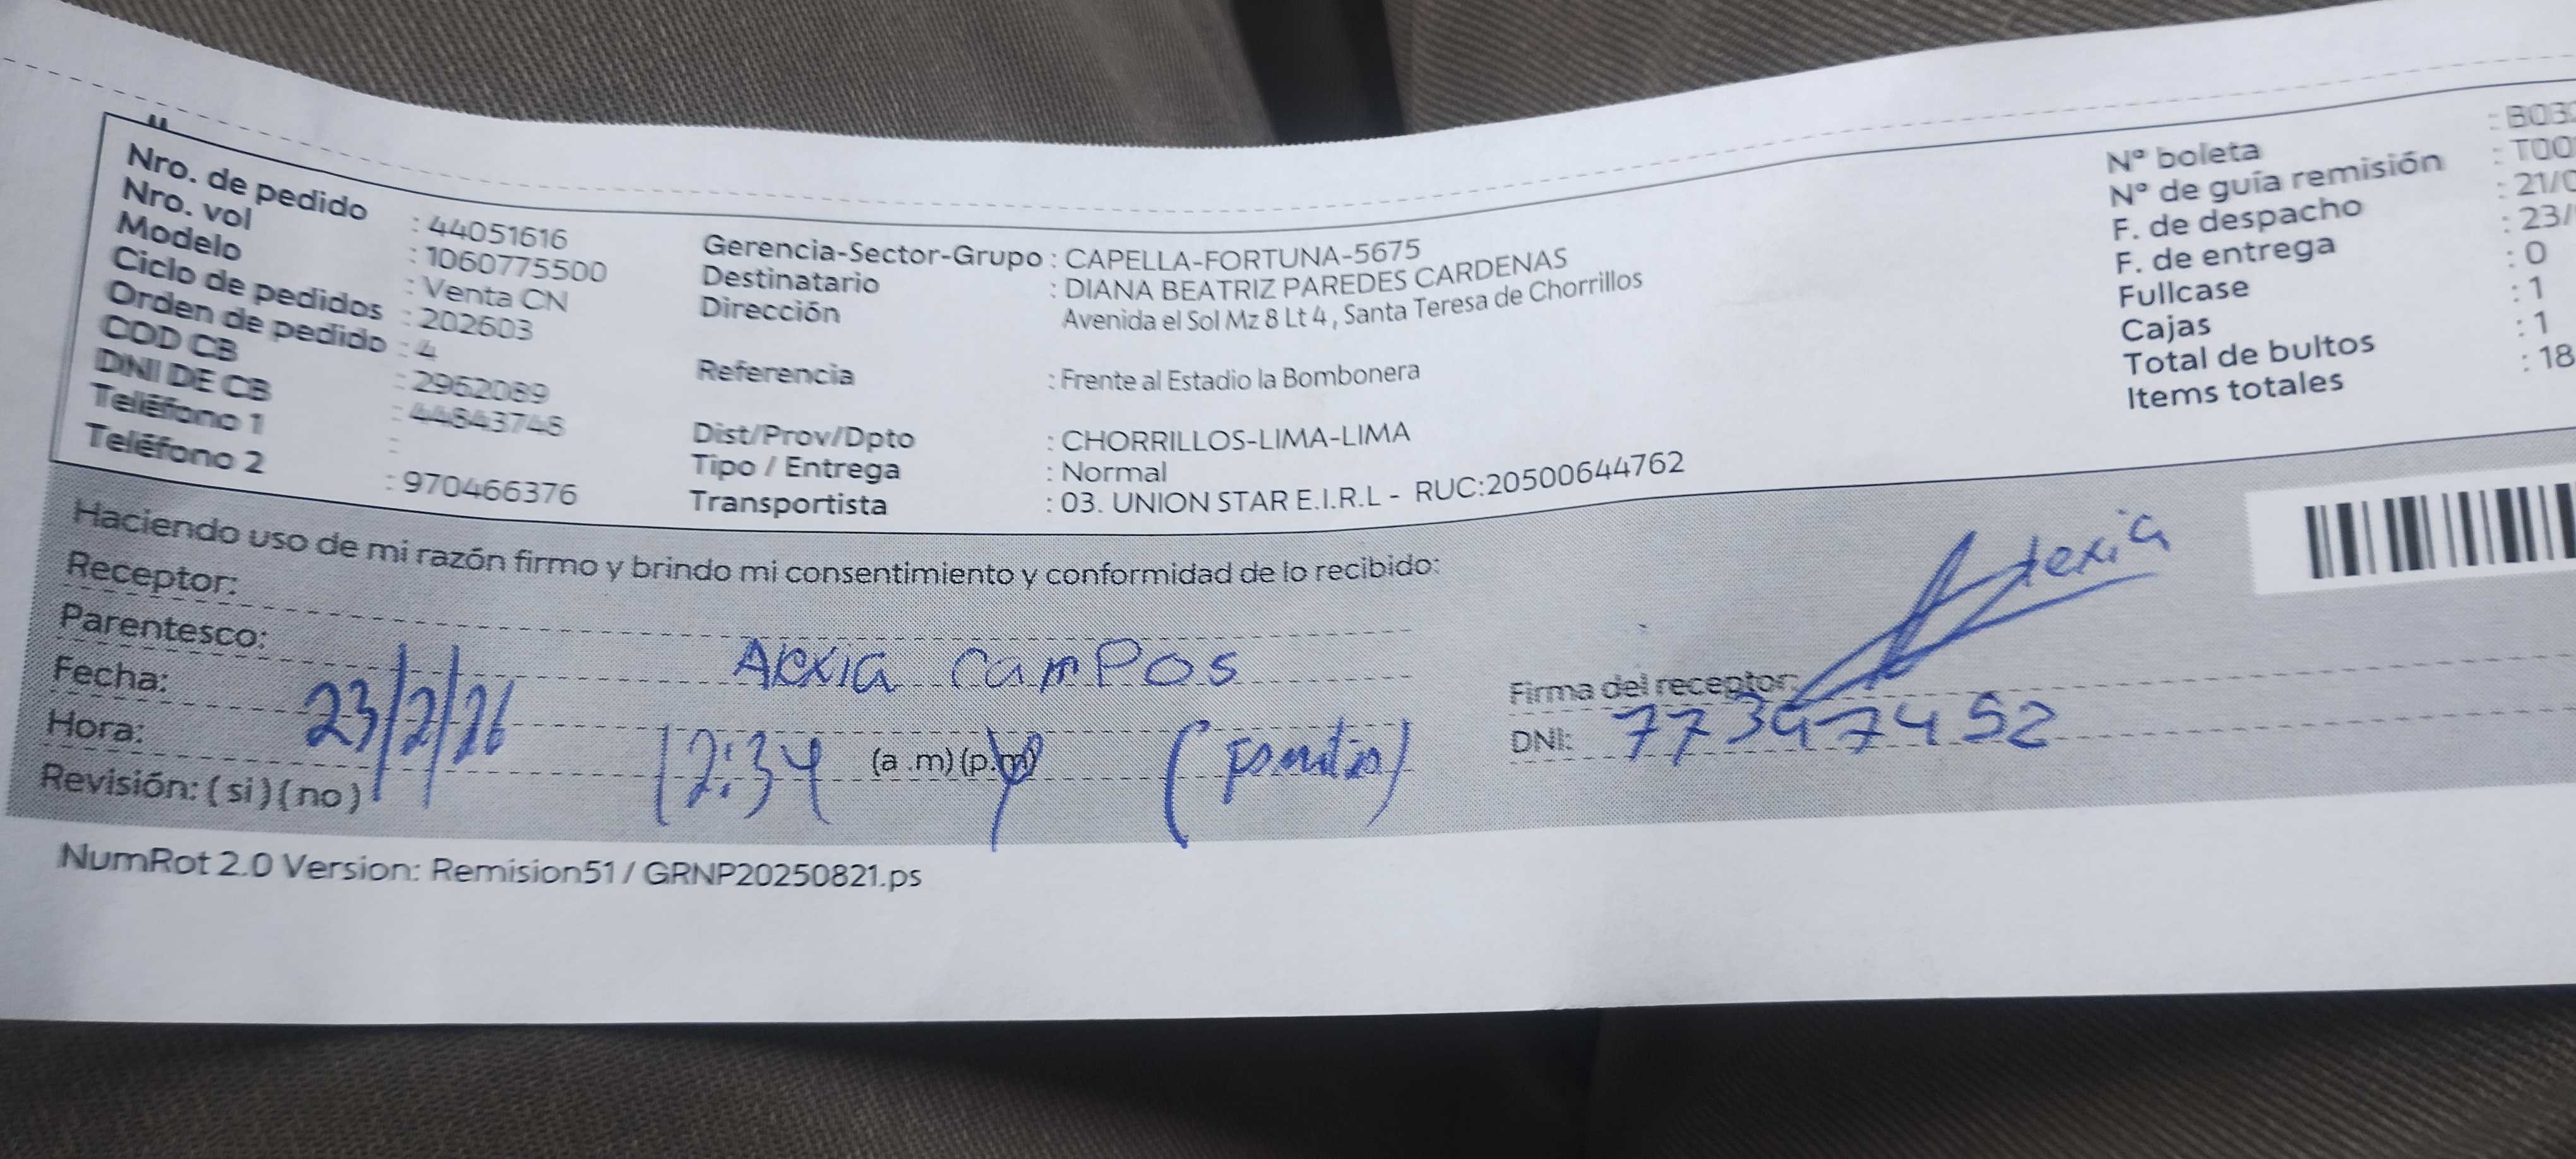 Nro. de pedido : 44051616
Nro. vol : 1060775500
Modelo : Venta CN
Ciclo de pedidos : 202603
Orden de pedido : 4
COD CB : 2962089
DNI DE CB : 44843748
Teléfono 1 :
Teléfono 2 : 970466376
Gerencia-Sector-Grupo : CAPELLA-FORTUNA-5675
Destinatario : DIANA BEATRIZ PAREDES CARDENAS
Dirección Avenida el Sol Mz 8 Lt 4 , Santa Teresa de Chorrillos
Referencia : Frente al Estadio la Bombonera
Dist/Prov/Dpto : CHORRILLOS-LIMA-LIMA
Tipo / Entrega : Normal
Transportista : 03. UNION STAR E.I.R.L - RUC:20500644762
N° boleta : B03
N° de guía remisión : T00
F. de despacho : 21/0
F. de entrega : 23/
Fullcase : 0
Cajas : 1
Total de bultos : 1
Items totales : 18
Haciendo uso de mi razón firmo y brindo mi consentimiento y conformidad de lo recibido:
Receptor:
Parentesco: Alexia Campos
Fecha: 23/2/26
Hora: 12:34 (a .m) (p.m)
Revisión: ( si ) ( no )
Alexia
Firma del receptor:
DNI: 77347452
NumRot 2.0 Version: Remision51 / GRNP20250821.ps